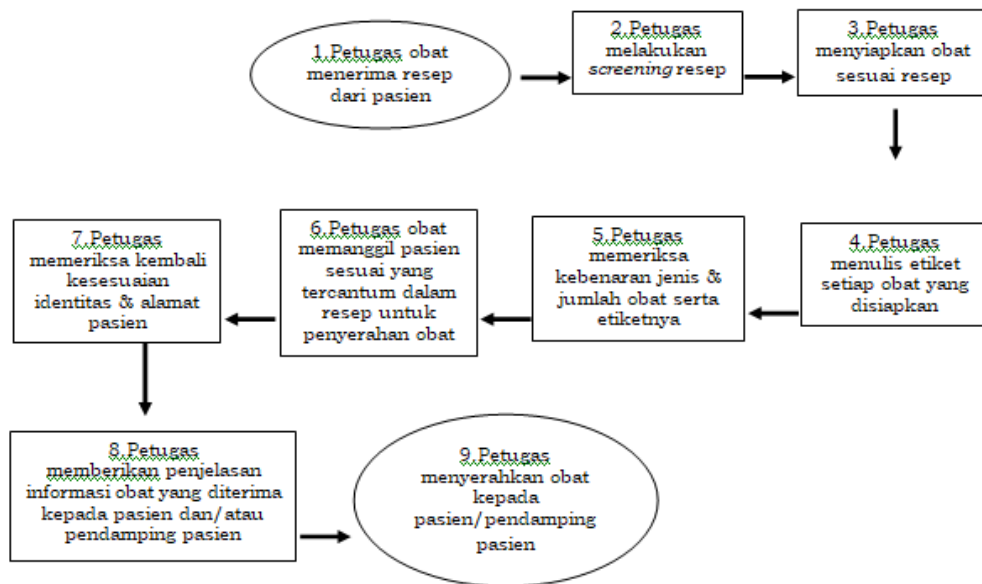 1.Petugas obat
menerima resep
dari pasien
2.Petugas
melakukan
screening resep
3.Petugas
menyiapkan obat
sesuai resep
4.Petugas
menulis etiket
setiap obat yang
disiapkan
5.Petugas
memeriksa
kebenaran jenis &
jumlah obat serta
etiketnya
6.Petugas obat
memanggil pasien
sesuai yang
tercantum dalam
resep untuk
penyerahan obat
7.Petugas
memeriksa kembali
kesesuaian
identitas & alamat
pasien
8.Petugas
memberikan penjelasan
informasi obat yang diterima
kepada pasien dan/atau
pendamping pasien
9.Petugas
menyerahkan obat
kepada
pasien/pendamping
pasien